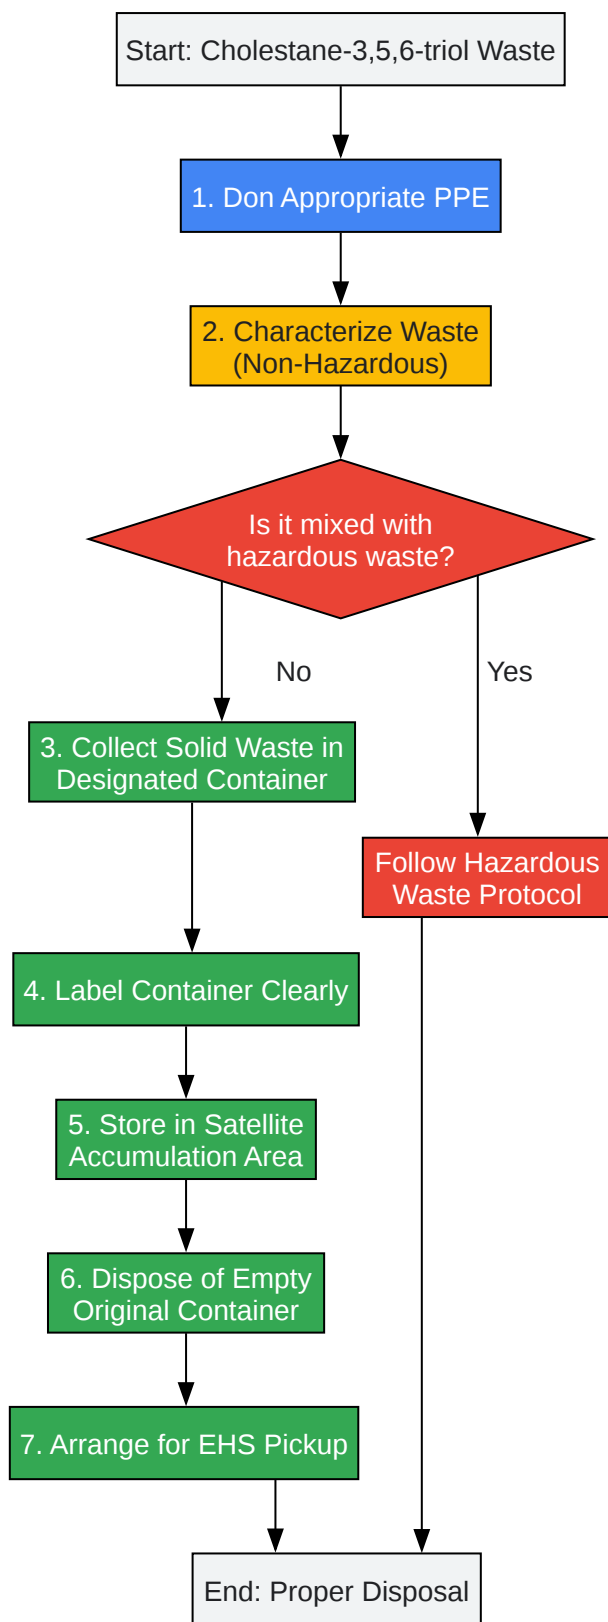 Start: Cholestane-3,5,6-triol Waste
1. Don Appropriate PPE
2. Characterize Waste
(Non-Hazardous)
Is it mixed with
hazardous waste?
No
Yes
3. Collect Solid Waste in
Designated Container
Follow Hazardous
Waste Protocol
4. Label Container Clearly
5. Store in Satellite
Accumulation Area
6. Dispose of Empty
Original Container
7. Arrange for EHS Pickup
End: Proper Disposal